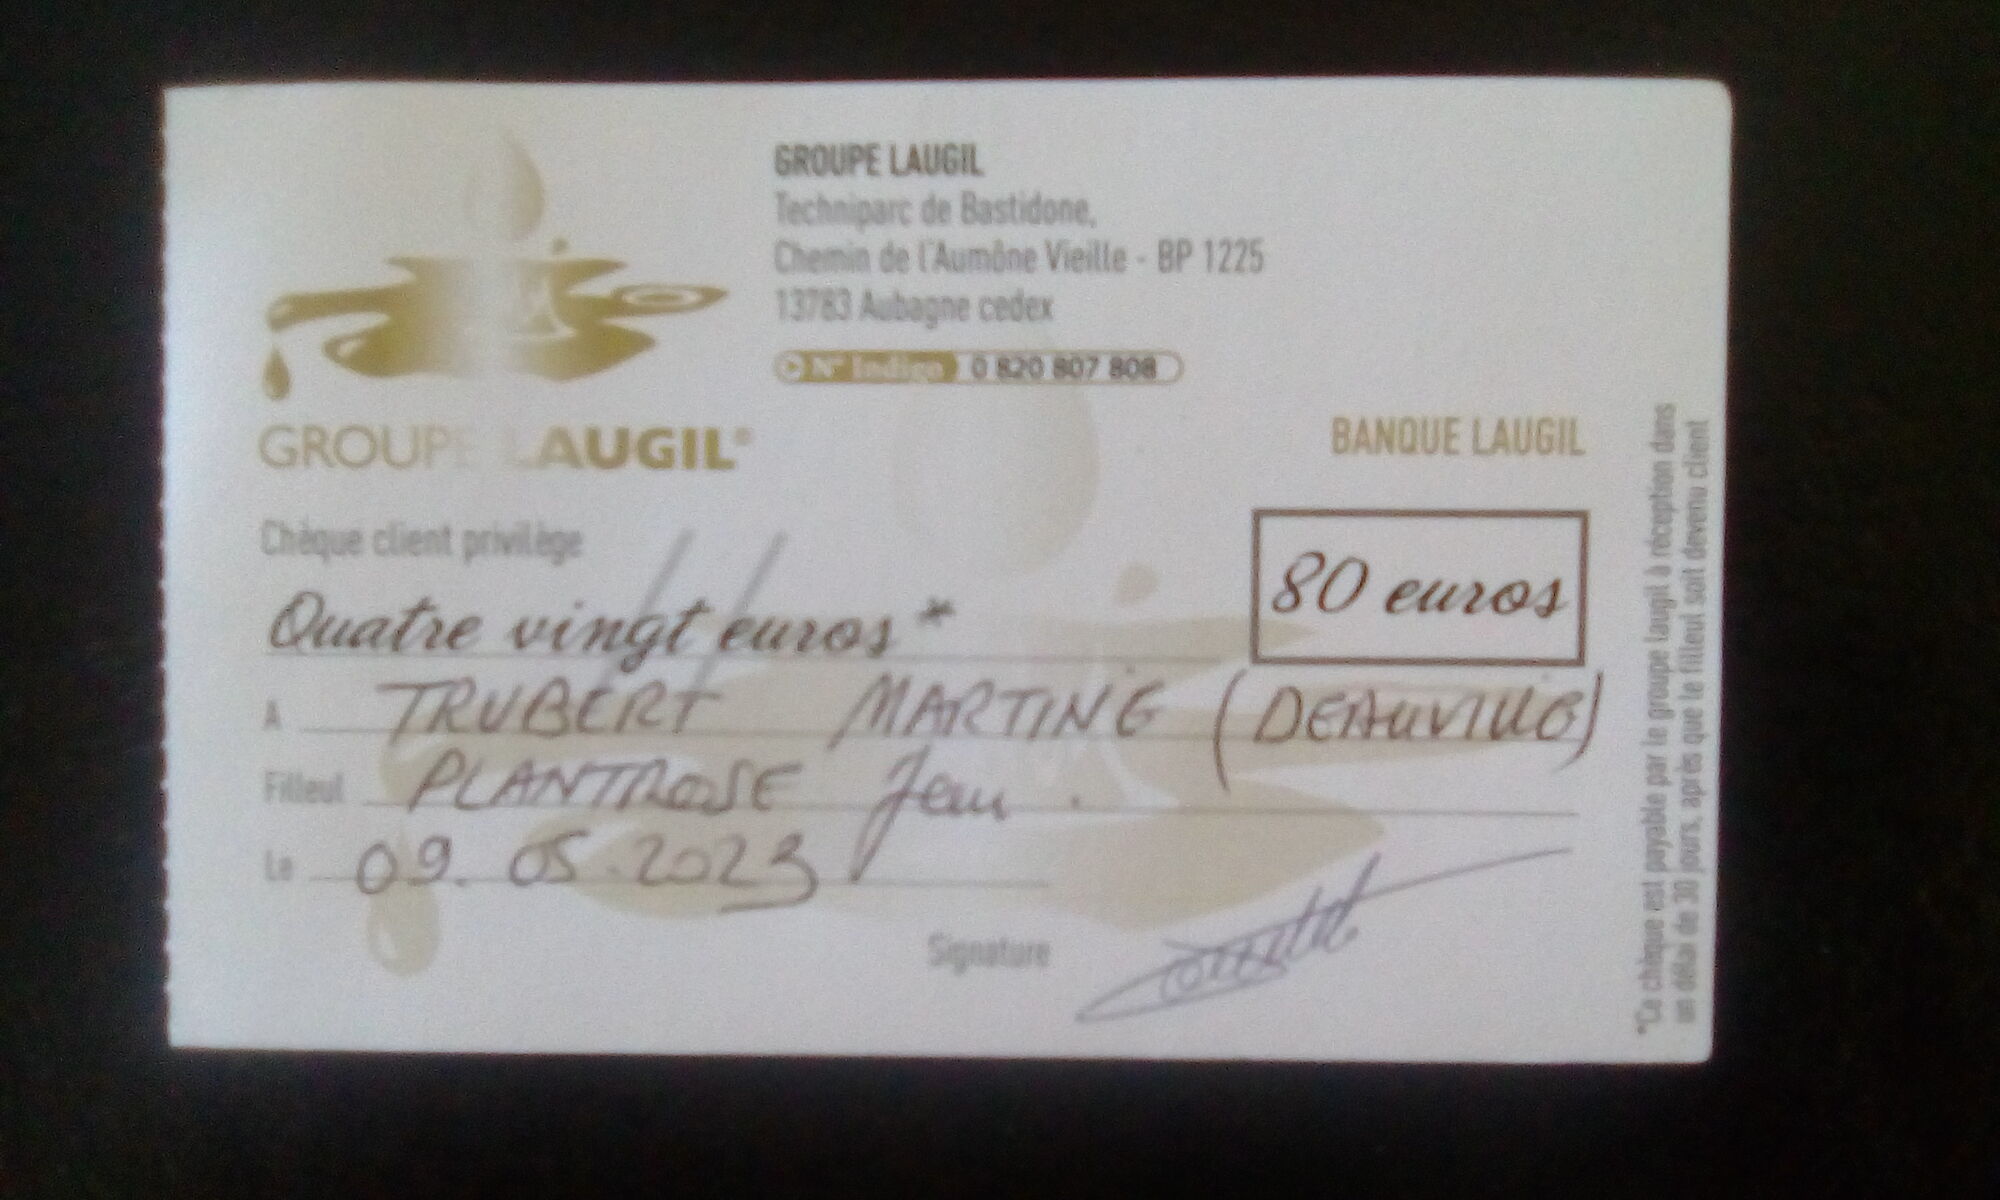 GROUPE LAUGIL
Techniparc de Bastidone,
Chemin de l'Aumône Vieille - BP 1225
13783 Aubagne cedex
N° Indigo 0 820 807 808
GROUPE LAUGIL®
BANQUE LAUGIL
Chèque client privilège
80 euros
Quatre vingt euros *
A TRUBERT MARTINE (DEAUVILLE)
Filleul PLANTROSE Jean.
Le 09.05.2023
Signature
*Ce chèque est payable par le groupe laugil à réception dans
un délai de 30 jours, après que le filleul soit devenu client